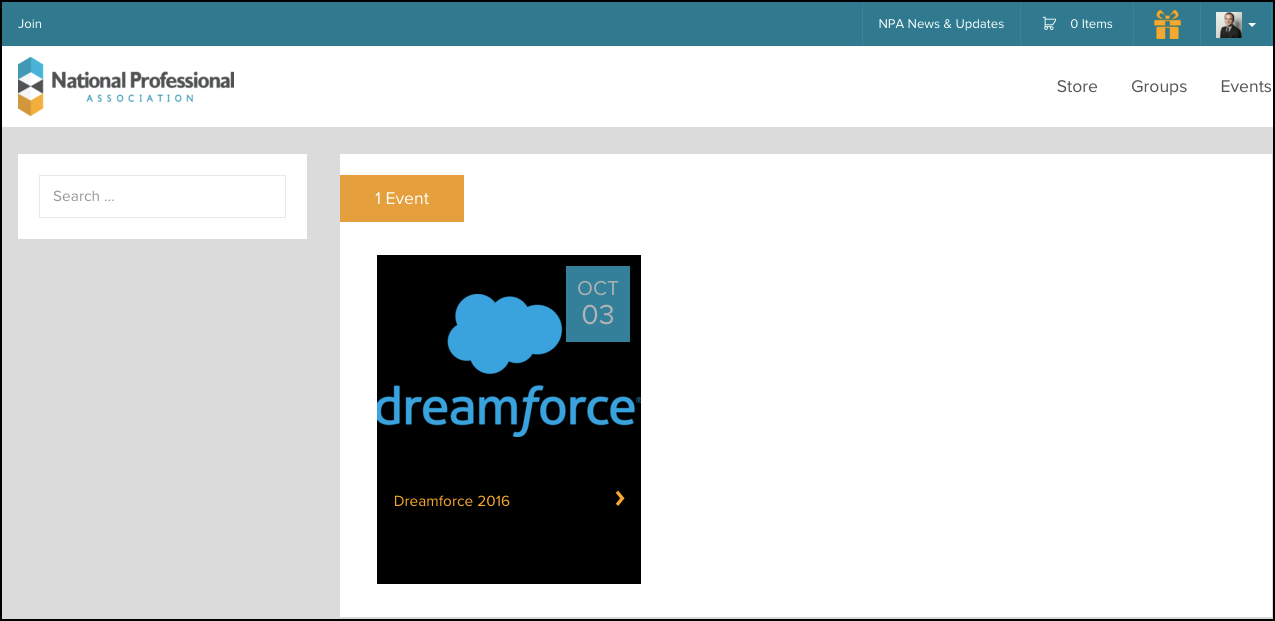 Join
NPA News & Updates
0 Items
National Professional
ASSOCIATION
Store
Groups
Events
Search ...
1 Event
OCT
03
dreamforce
Dreamforce 2016